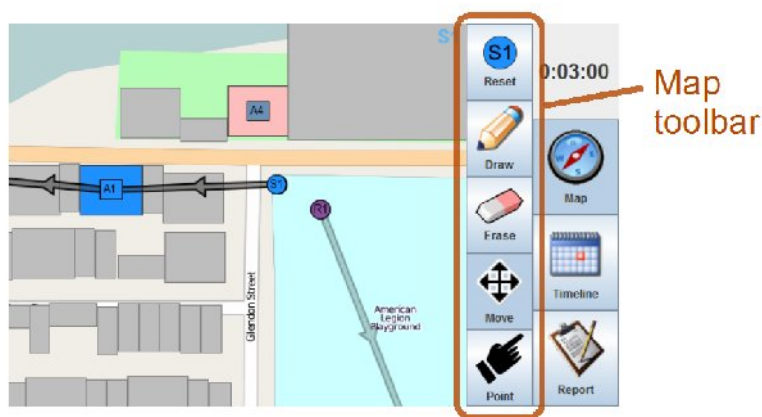 S1
S1
Reset
0:03:00
Map
toolbar
A4
Draw
Map
A1
S1
R1
Erase
Glendon Street
American
Legion
Playground
Move
Timeline
Point
Report